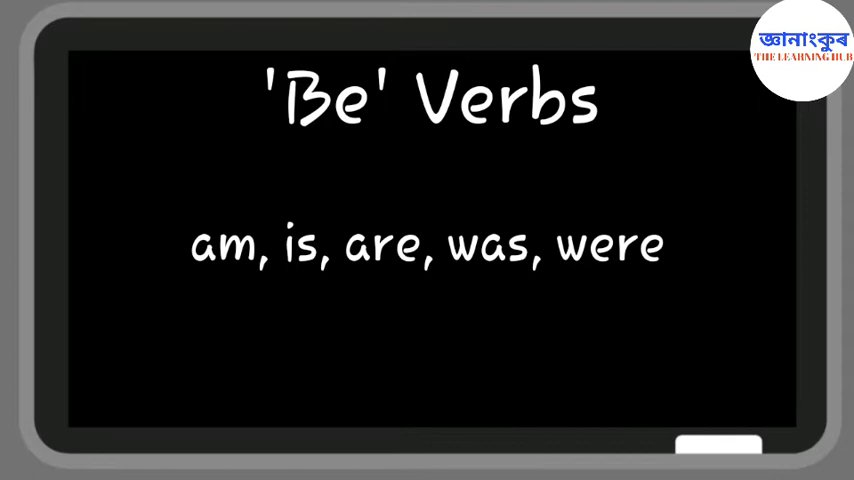 জ্ঞানাংকুৰ
THE LEARNING HUB
'Be' Verbs
am, is, are, was, were